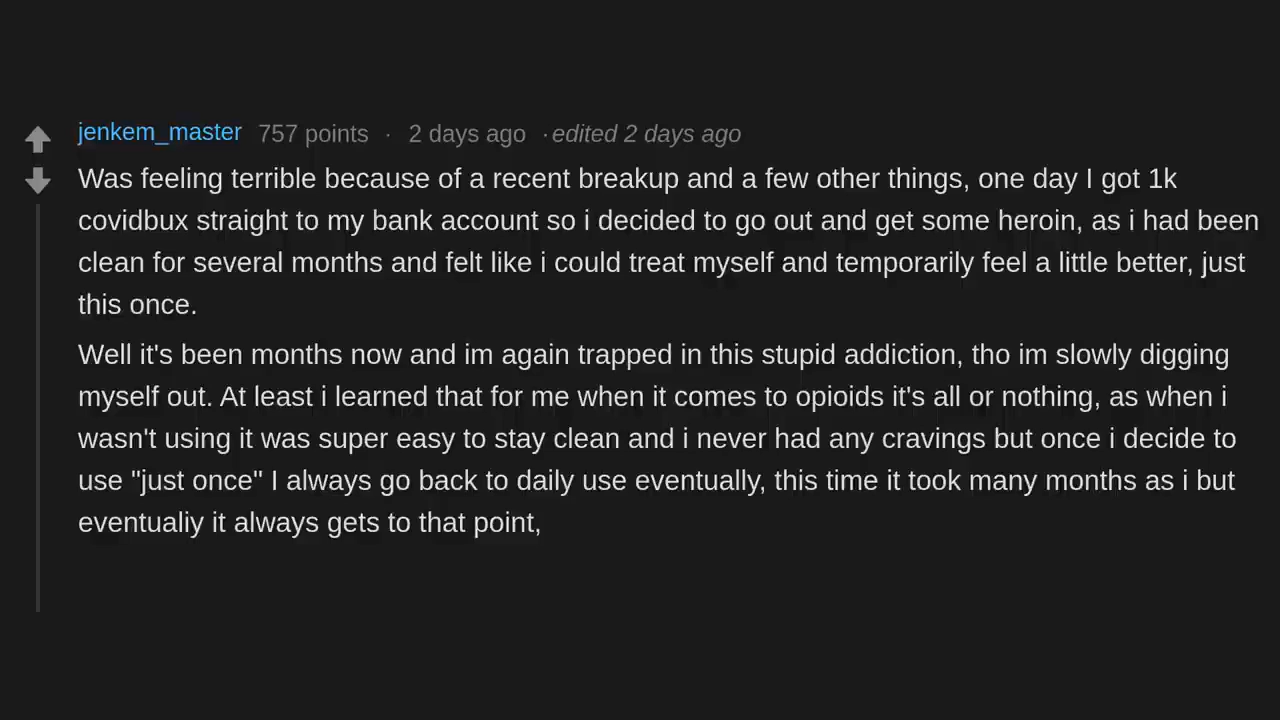 jenkem_master 757 points · 2 days ago · edited 2 days ago
Was feeling terrible because of a recent breakup and a few other things, one day I got 1k
covidbux straight to my bank account so i decided to go out and get some heroin, as i had been
clean for several months and felt like i could treat myself and temporarily feel a little better, just
this once.
Well it's been months now and im again trapped in this stupid addiction, tho im slowly digging
myself out. At least i learned that for me when it comes to opioids it's all or nothing, as when i
wasn't using it was super easy to stay clean and i never had any cravings but once i decide to
use "just once" I always go back to daily use eventually, this time it took many months as i but
eventualiy it always gets to that point,